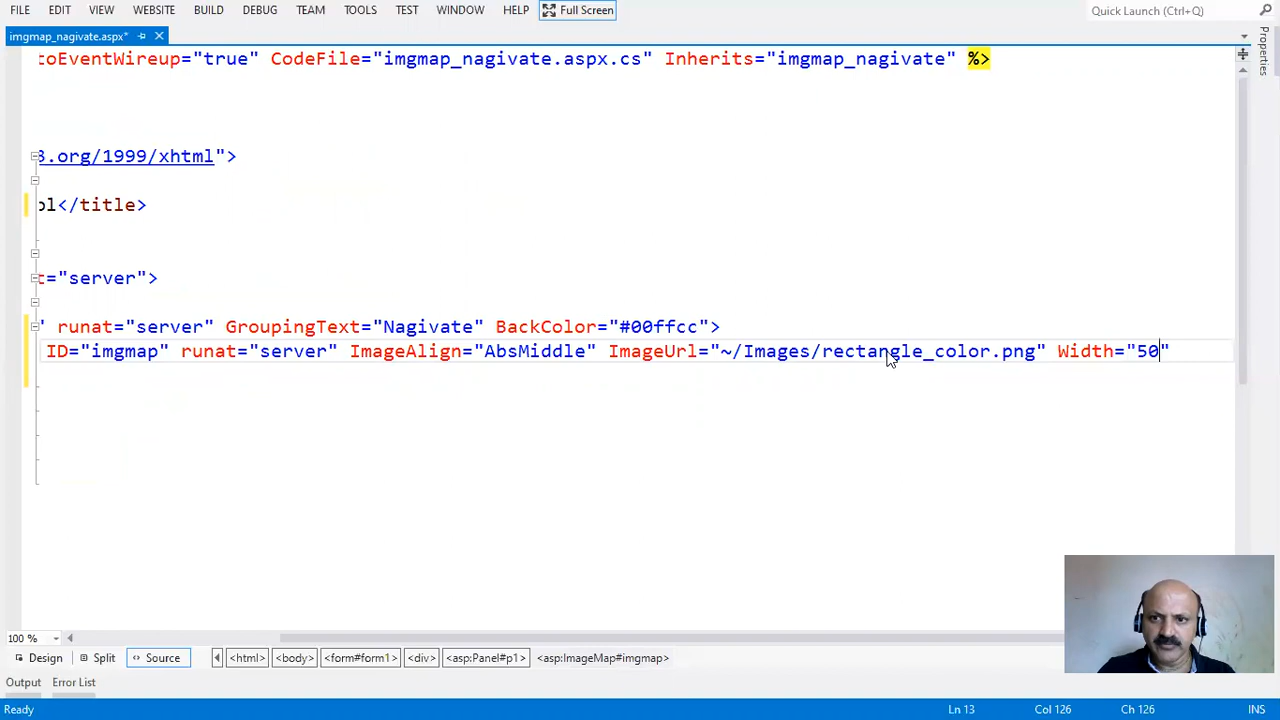 FILE EDIT VIEW WEBSITE BUILD DEBUG TEAM TOOLS TEST WINDOW HELP Full Screen Quick Launch (Ctrl+Q)
imgmap_nagivate.aspx*
toEventWireup="true" CodeFile="imgmap_nagivate.aspx.cs" Inherits="imgmap_nagivate" %>
Properties
3.org/1999/xhtml">
ol</title>
t="server">
" runat="server" GroupingText="Nagivate" BackColor="#00ffcc">
ID="imgmap" runat="server" ImageAlign="AbsMiddle" ImageUrl="~/Images/rectangle_color.png" Width="50"
100 %
Design Split Source <html> <body> <form#form1> <div> <asp:Panel#p1> <asp:ImageMap#imgmap>
Output Error List
Ready Ln 13 Col 126 Ch 126 INS